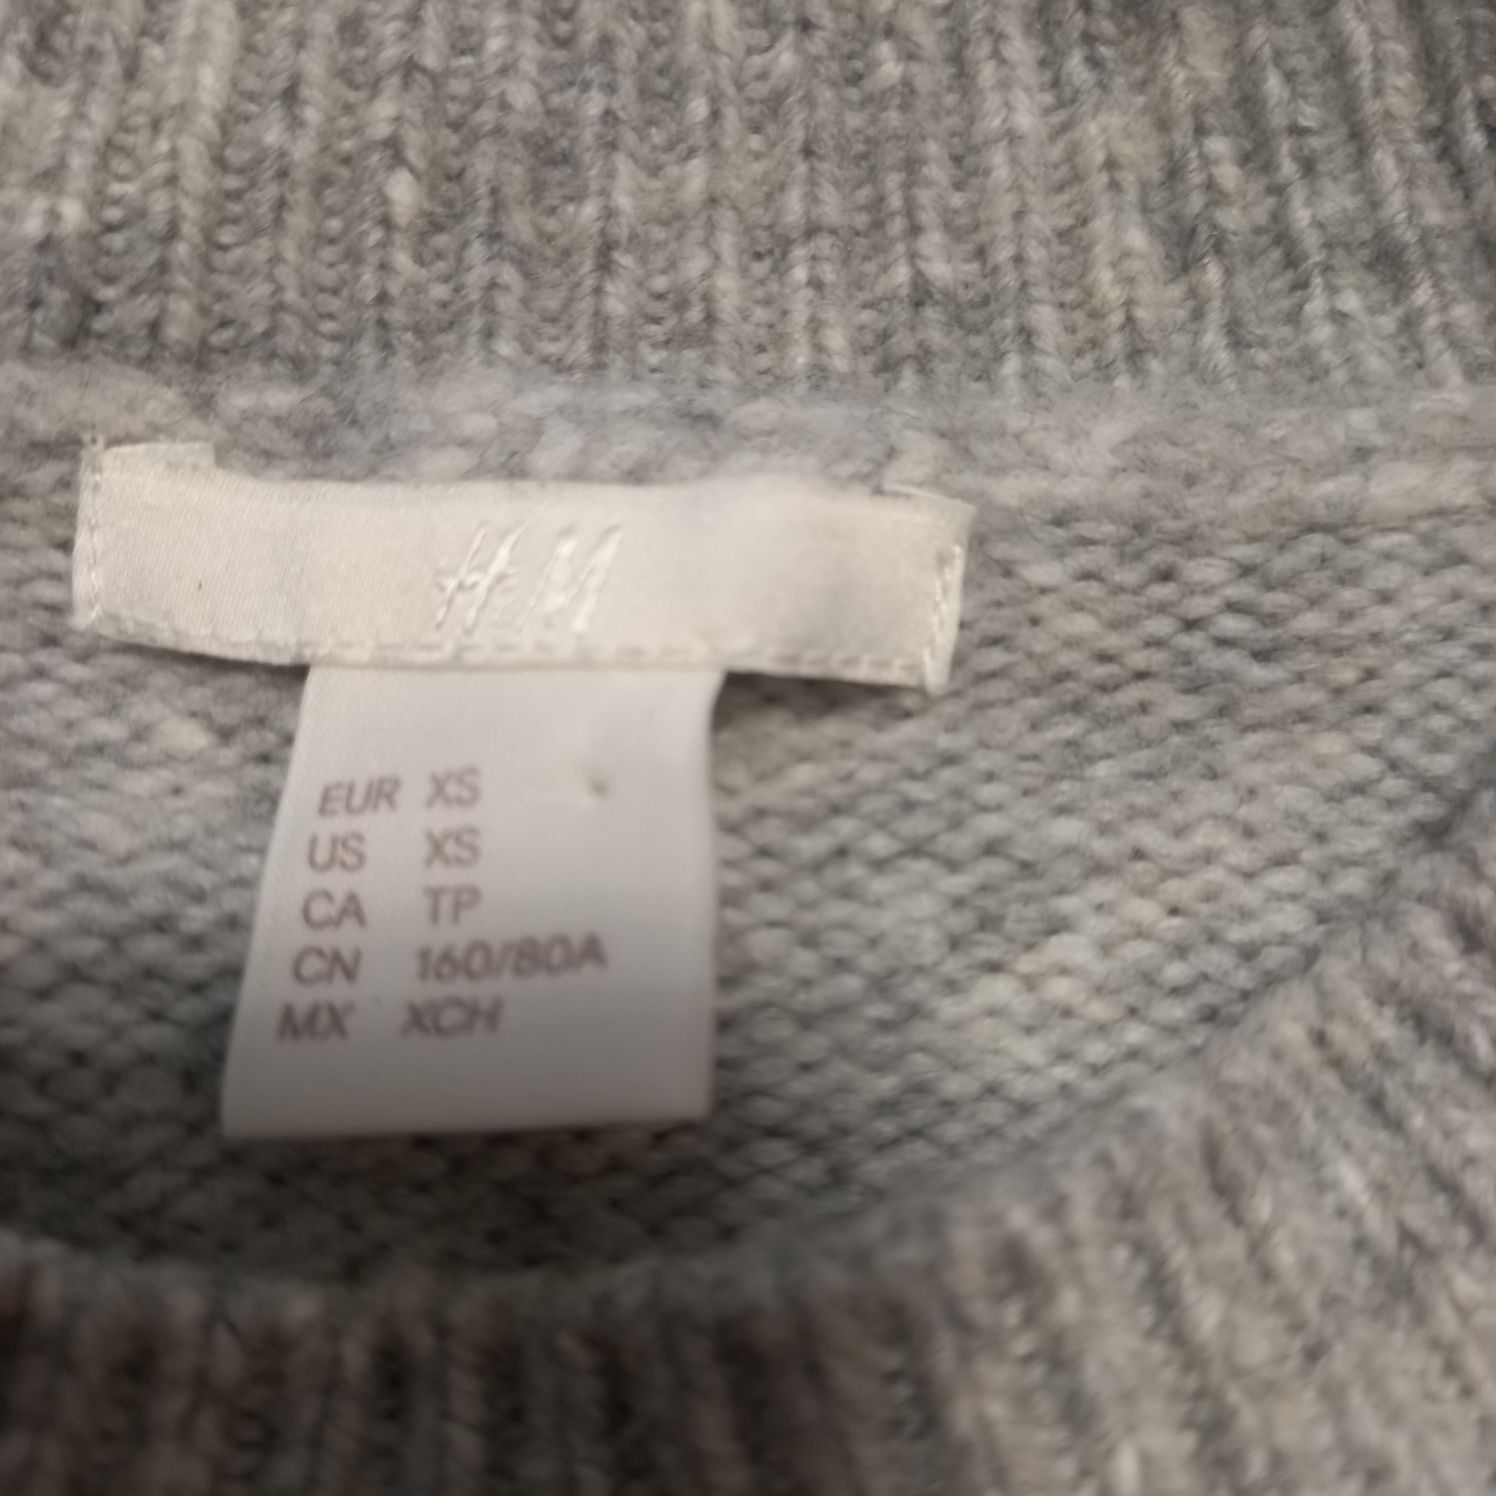 H&M
EUR XS
US XS
CA TP
CN 160/80A
MX XCH